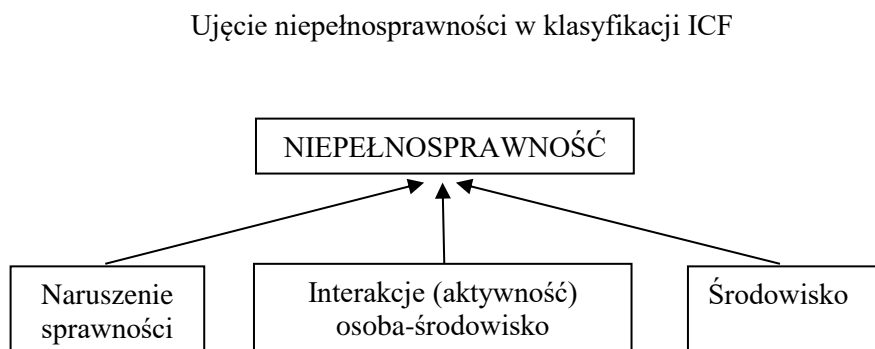 Ujęcie niepełnosprawności w klasyfikacji ICF
NIEPEŁNOSPRAWNOŚĆ
Naruszenie
sprawności
Interakcje (aktywność)
osoba-środowisko
Środowisko